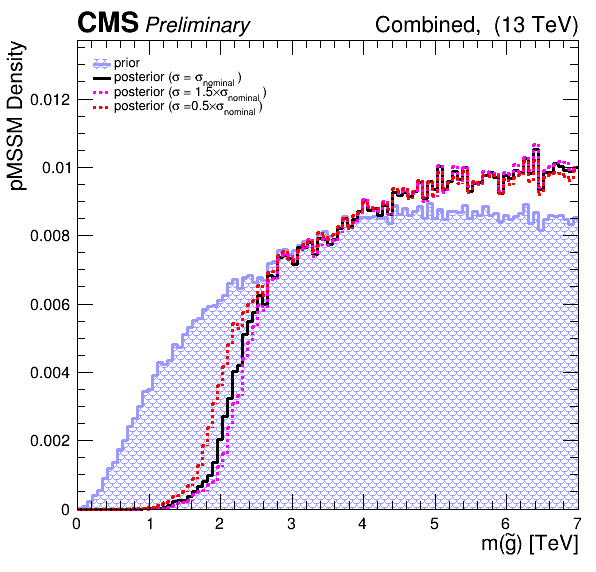 CMS Preliminary Combined, (13 TeV)
prior
posterior (σ = σnominal)
posterior (σ = 1.5×σnominal)
posterior (σ =0.5×σnominal)
pMSSM Density
0.012
0.01
0.008
0.006
0.004
0.002
0
0 1 2 3 4 5 6 7
m(g̃) [TeV]